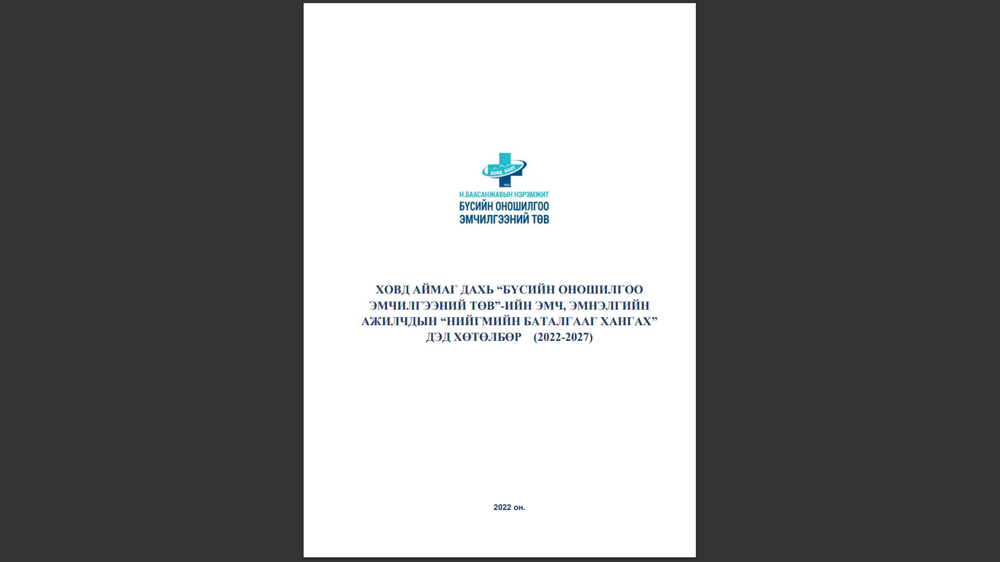 ХОВД БОЭТ
1929
Н.БААСАНЖАВЫН НЭРЭМЖИТ
БҮСИЙН ОНОШИЛГОО
ЭМЧИЛГЭЭНИЙ ТӨВ
ХОВД АЙМАГ ДАХЬ “БҮСИЙН ОНОШИЛГОО
ЭМЧИЛГЭЭНИЙ ТӨВ”-ИЙН ЭМЧ, ЭМНЭЛГИЙН
АЖИЛЧДЫН “НИЙГМИЙН БАТАЛГААГ ХАНГАХ”
ДЭД ХӨТӨЛБӨР (2022-2027)
2022 он.